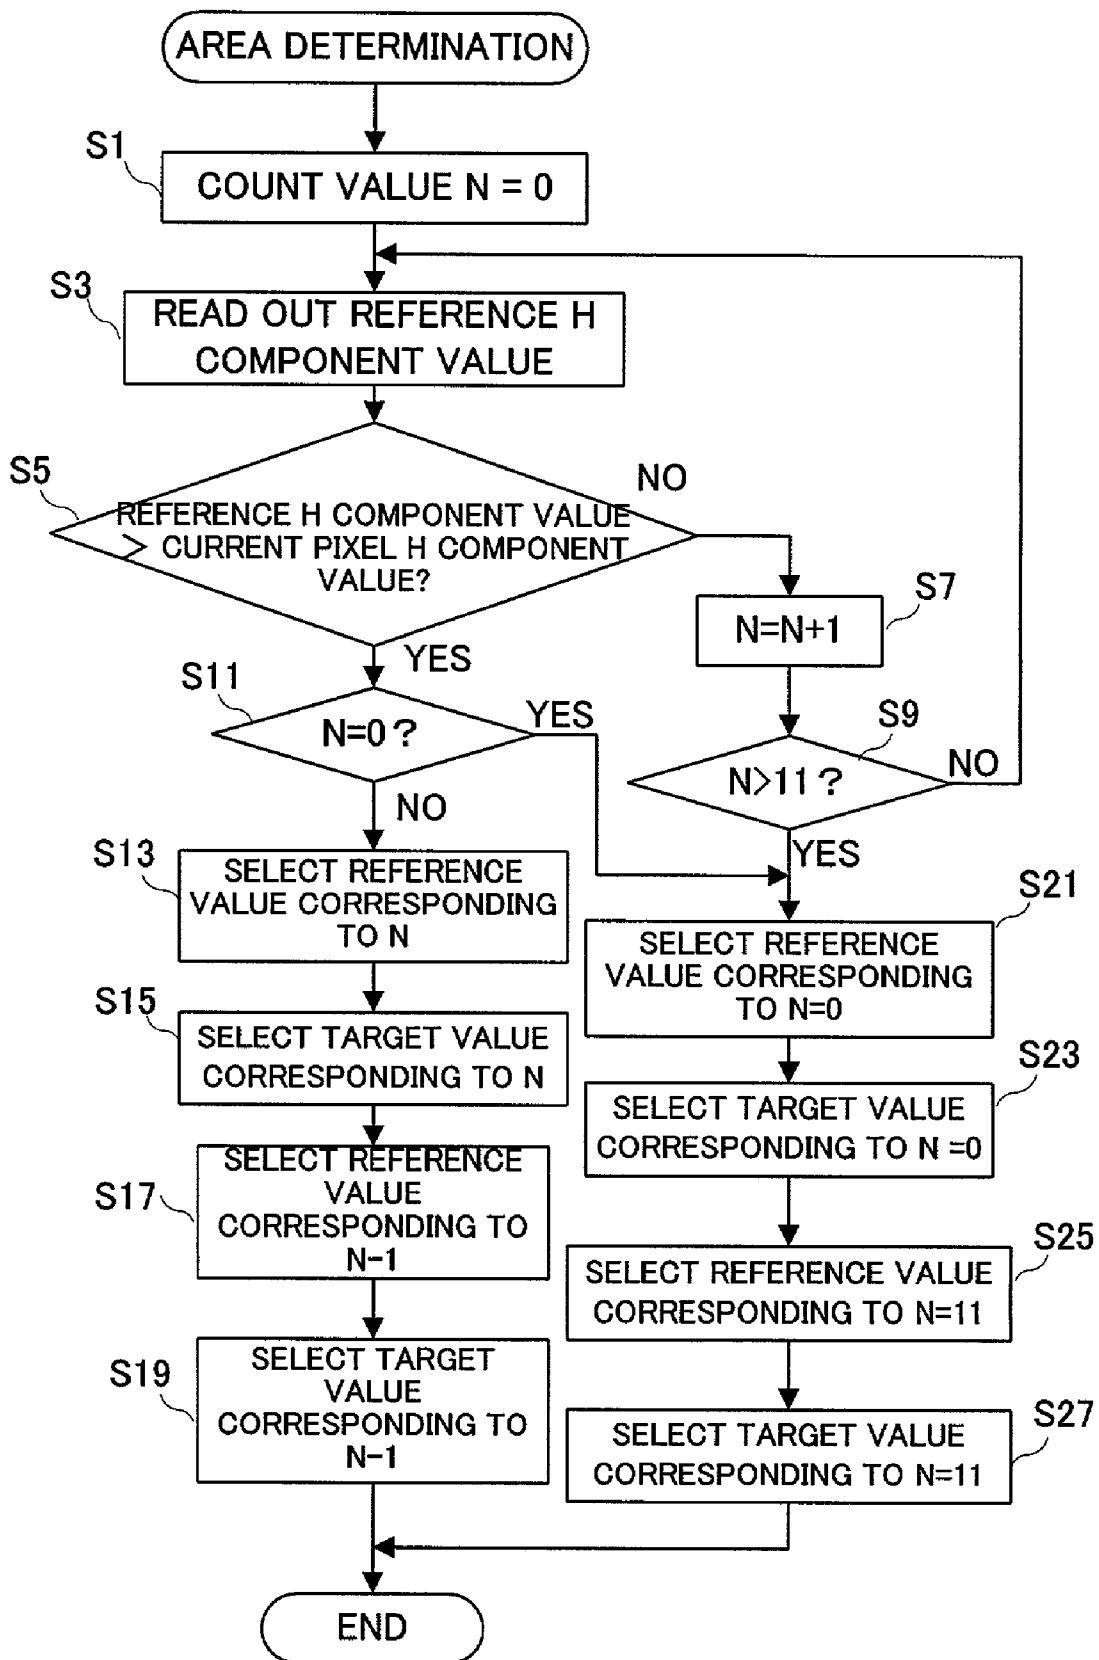 AREA DETERMINATION
S1
COUNT VALUE N = 0
S3
READ OUT REFERENCE H
COMPONENT VALUE
S5
NO
REFERENCE H COMPONENT VALUE
> CURRENT PIXEL H COMPONENT
VALUE?
S7
N=N+1
YES
S11
N=0?
YES
S9
N>11?
NO
NO
YES
S13
SELECT REFERENCE
VALUE CORRESPONDING
TO N
S21
SELECT REFERENCE
VALUE CORRESPONDING
TO N=0
S15
SELECT TARGET VALUE
CORRESPONDING TO N
S23
SELECT TARGET VALUE
CORRESPONDING TO N =0
S17
SELECT REFERENCE
VALUE
CORRESPONDING TO
N-1
S25
SELECT REFERENCE VALUE
CORRESPONDING TO N=11
S19
SELECT TARGET
VALUE
CORRESPONDING TO
N-1
S27
SELECT TARGET VALUE
CORRESPONDING TO N=11
END